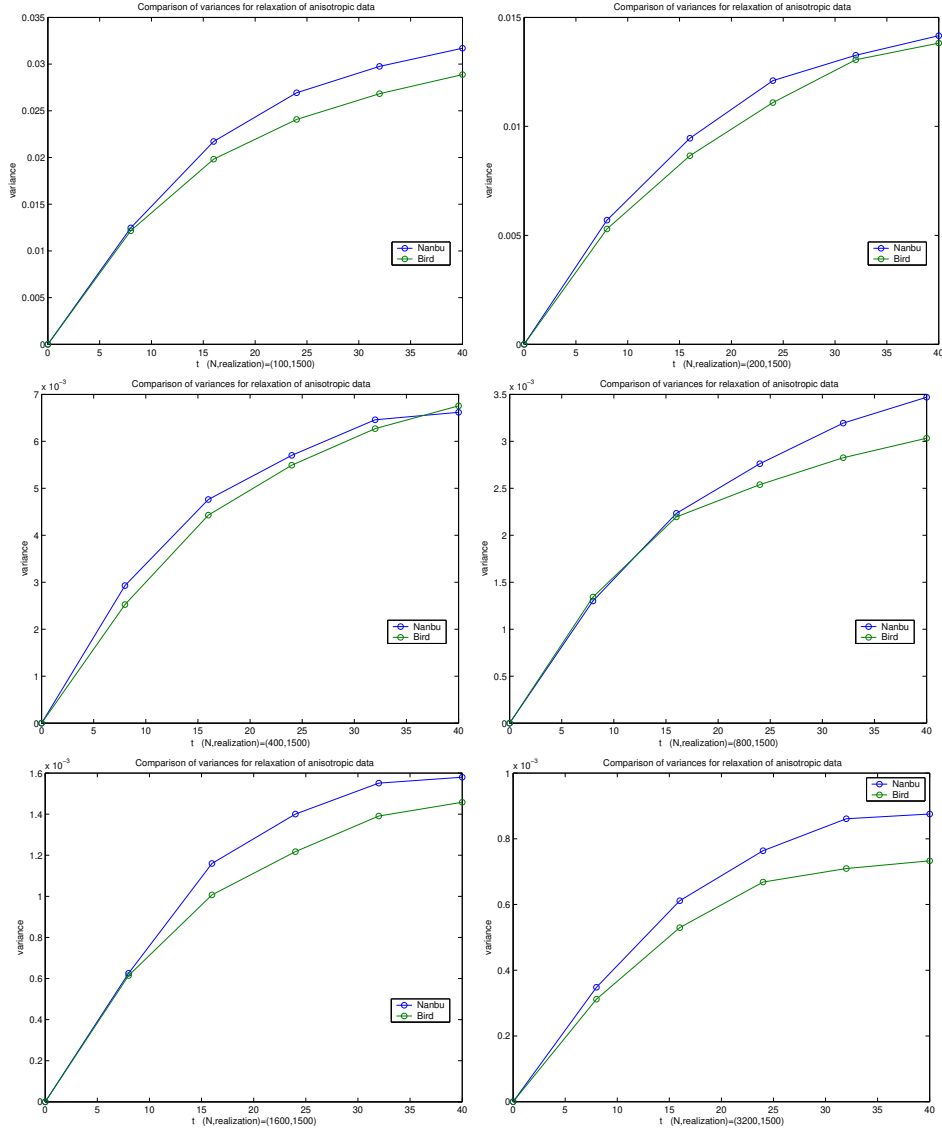 Comparison of variances for relaxation of anisotropic data
0.035
0.03
0.025
0.02
0.015
0.01
0.005
0
variance
Nanbu
Bird
0 5 10 15 20 25 30 35 40
t (N,realization)=(100,1500)
Comparison of variances for relaxation of anisotropic data
0.015
0.01
0.005
0
variance
Nanbu
Bird
0 5 10 15 20 25 30 35 40
t (N,realization)=(200,1500)
Comparison of variances for relaxation of anisotropic data
x 10⁻³
7
6
5
4
3
2
1
0
variance
Nanbu
Bird
0 5 10 15 20 25 30 35 40
t (N,realization)=(400,1500)
Comparison of variances for relaxation of anisotropic data
x 10⁻³
3.5
3
2.5
2
1.5
1
0.5
0
variance
Nanbu
Bird
0 5 10 15 20 25 30 35 40
t (N,realization)=(800,1500)
Comparison of variances for relaxation of anisotropic data
x 10⁻³
1.6
1.4
1.2
1
0.8
0.6
0.4
0.2
0
variance
Nanbu
Bird
0 5 10 15 20 25 30 35 40
t (N,realization)=(1600,1500)
Comparison of variances for relaxation of anisotropic data
x 10⁻³
1
0.8
0.6
0.4
0.2
0
variance
Nanbu
Bird
0 5 10 15 20 25 30 35 40
t (N,realization)=(3200,1500)